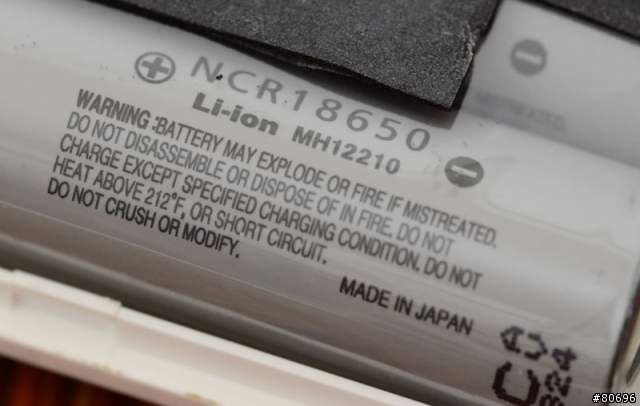 NCR18650
Li-ion MH12210
WARNING:BATTERY MAY EXPLODE OR FIRE IF MISTREATED.
DO NOT DISASSEMBLE OR DISPOSE OF IN FIRE. DO NOT
CHARGE EXCEPT SPECIFIED CHARGING CONDITION. DO NOT
HEAT ABOVE 212°F, OR SHORT CIRCUIT.
DO NOT CRUSH OR MODIFY.
MADE IN JAPAN
MISTREATED.
#80696